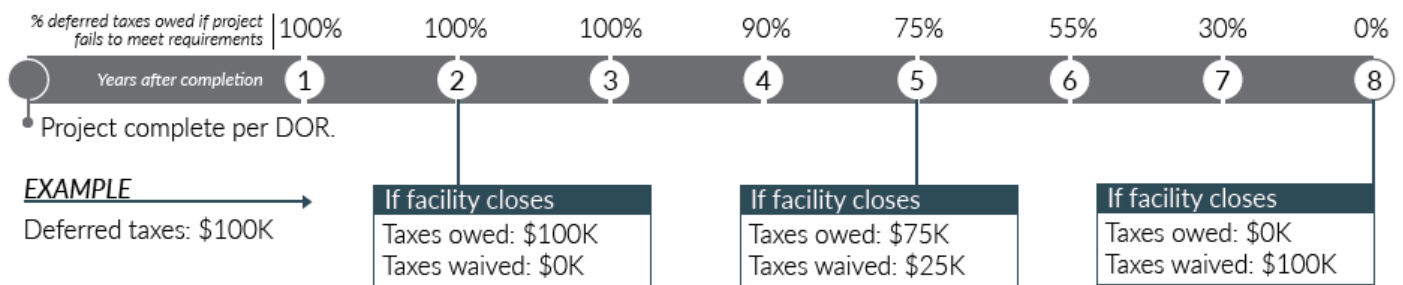 % deferred taxes owed if project
fails to meet requirements
100% 100% 100% 90% 75% 55% 30% 0%
Years after completion 1 2 3 4 5 6 7 8
Project complete per DOR.
EXAMPLE
Deferred taxes: $100K
If facility closes
Taxes owed: $100K
Taxes waived: $0K
If facility closes
Taxes owed: $75K
Taxes waived: $25K
If facility closes
Taxes owed: $0K
Taxes waived: $100K